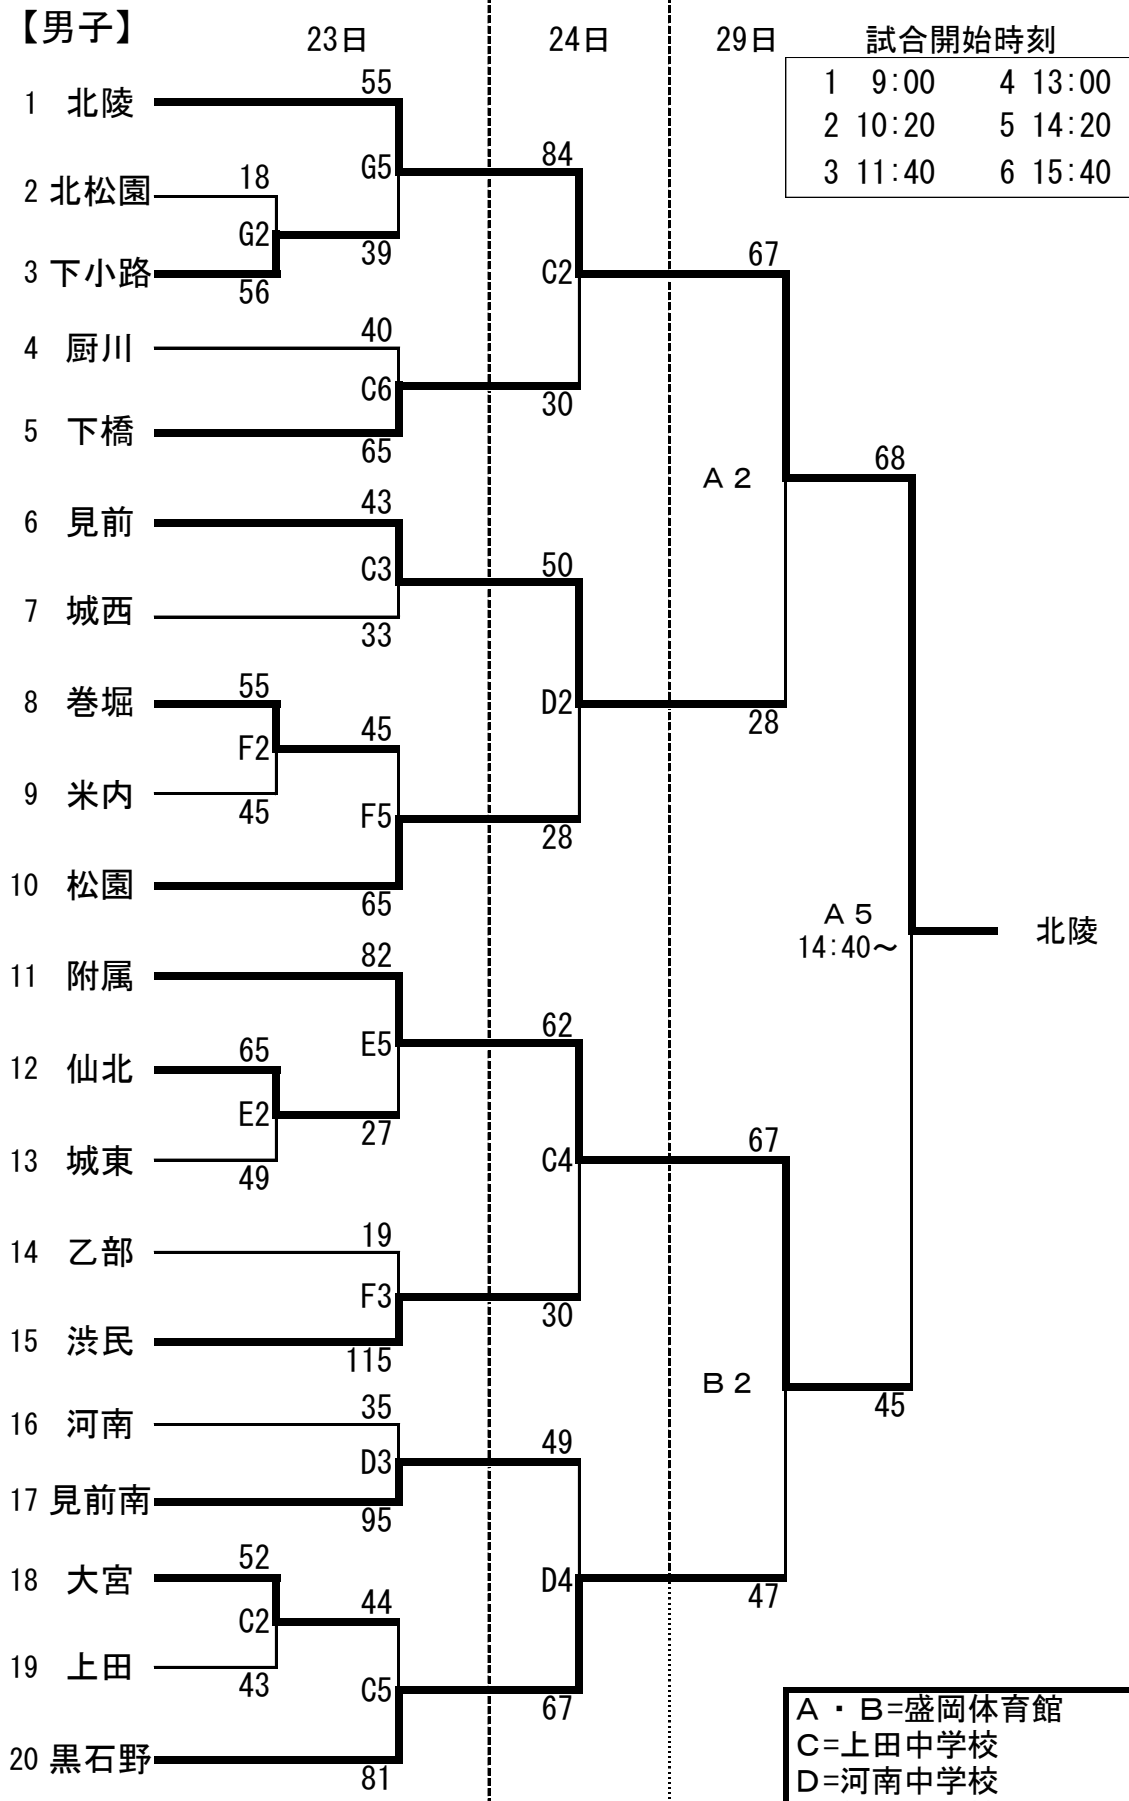 【男子】
23日 24日 29日 試合開始時刻
1 9:00 4 13:00
2 10:20 5 14:20
3 11:40 6 15:40
55
1 北陵
84
G5
18
2 北松園
G2
39
67
3 下小路
C2
56
40
4 厨川
C6
30
5 下橋
65
68
A 2
43
6 見前
50
C3
7 城西
33
55
8 巻堀
D2
28
45
F2
9 米内
45
F5
28
10 松園
65
A 5
北陵
14:40～
82
11 附属
62
E5
65
12 仙北
E2
27
67
13 城東
49
C4
19
14 乙部
F3
30
15 渋民
115
B 2
45
35
16 河南
49
D3
17 見前南
95
52
18 大宮
D4
47
44
C2
19 上田
43
C5
67
20 黒石野
81
A・B=盛岡体育館
C=上田中学校
D=河南中学校